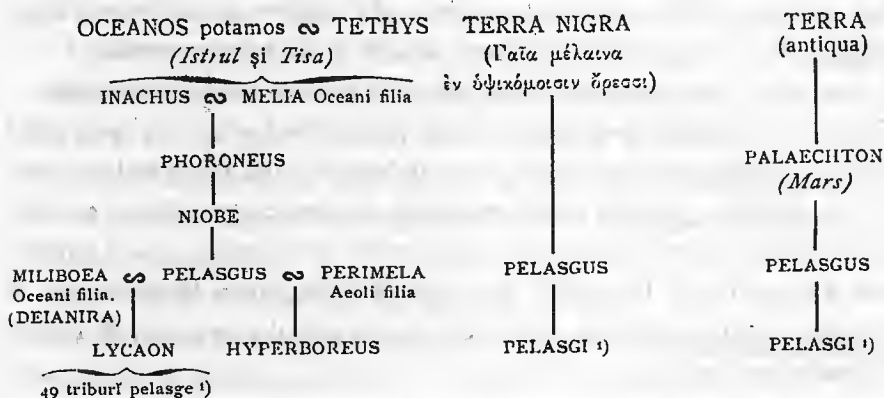 OCEANOS potamos ∾ TETHYS
(Istrul și Tisa)
INACHUS ∾ MELIA Oceani filia
PHORONEUS
NIOBE
MILIBOEA ∾ PELASGUS ∾ PERIMELA
Oceani filia. Aeoli filia
(DEIANIRA)
LYCAON HYPERBOREUS
49 triburĭ pelasge ¹)
TERRA NIGRA
(Γαῖα μέλαινα
ἐν ὑψικόμοισιν ὄρεσσι)
PELASGUS
PELASGI ¹)
TERRA
(antiqua)
PALAECHTON
(Mars)
PELASGUS
PELASGI ¹)